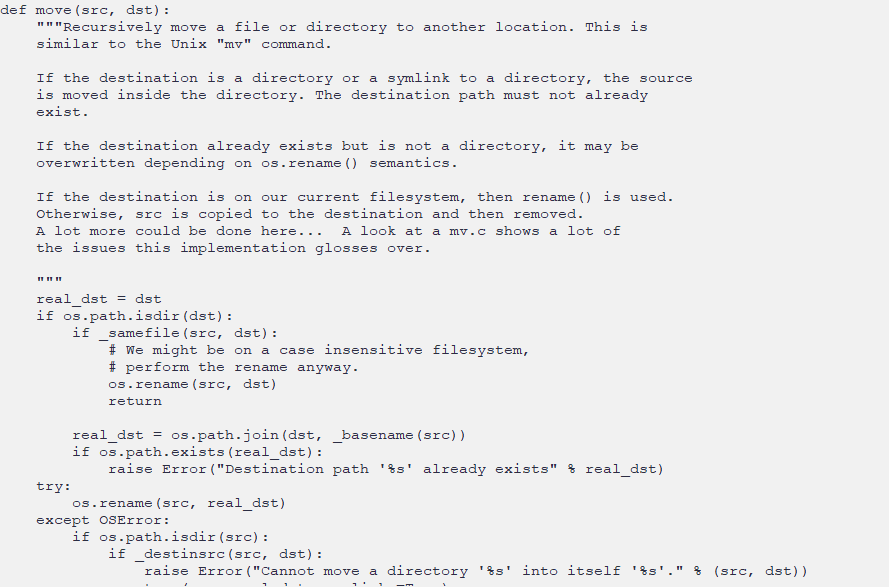 def move(src, dst):
    """Recursively move a file or directory to another location. This is
    similar to the Unix "mv" command.

    If the destination is a directory or a symlink to a directory, the source
    is moved inside the directory. The destination path must not already
    exist.

    If the destination already exists but is not a directory, it may be
    overwritten depending on os.rename() semantics.

    If the destination is on our current filesystem, then rename() is used.
    Otherwise, src is copied to the destination and then removed.
    A lot more could be done here...  A look at a mv.c shows a lot of
    the issues this implementation glosses over.

    """
    real_dst = dst
    if os.path.isdir(dst):
        if _samefile(src, dst):
            # We might be on a case insensitive filesystem,
            # perform the rename anyway.
            os.rename(src, dst)
            return

        real_dst = os.path.join(dst, _basename(src))
        if os.path.exists(real_dst):
            raise Error("Destination path '%s' already exists" % real_dst)
    try:
        os.rename(src, real_dst)
    except OSError:
        if os.path.isdir(src):
            if _destinsrc(src, dst):
                raise Error("Cannot move a directory '%s' into itself '%s'." % (src, dst))